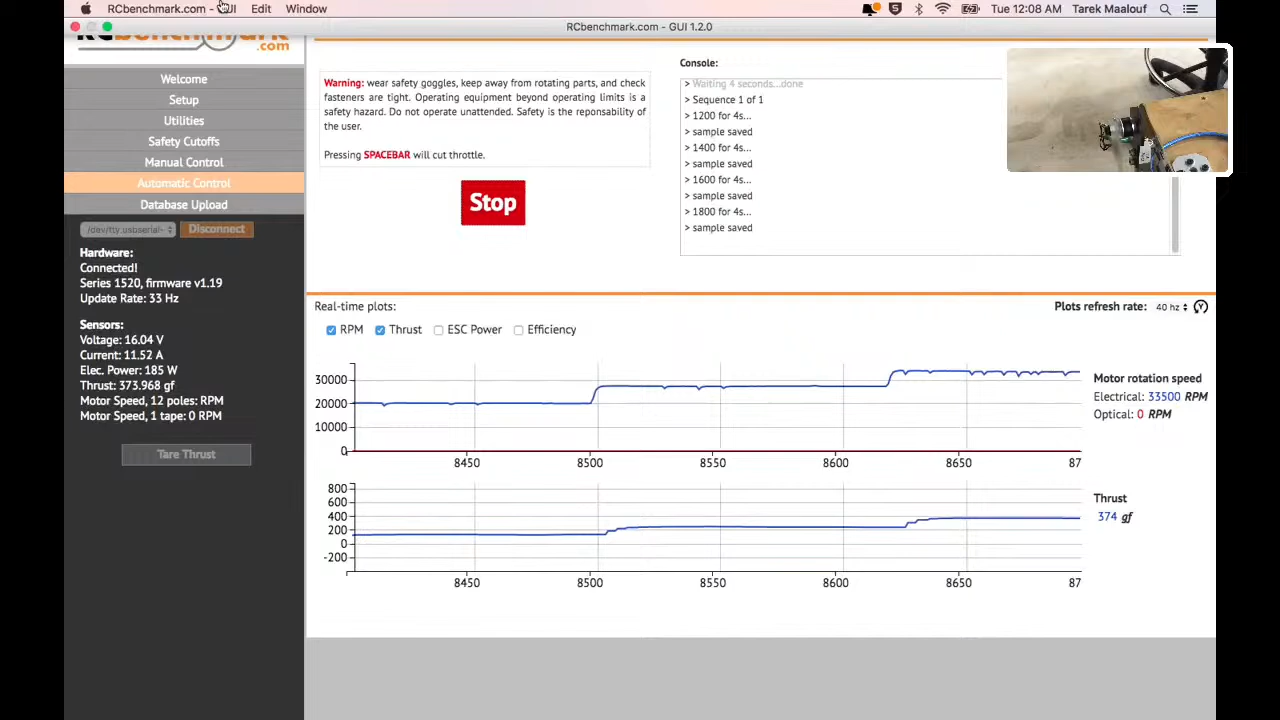 RCbenchmark.com - GUI Edit Window
Tue 12:08 AM Tarek Maalouf
RCbenchmark.com - GUI 1.2.0
.com
Welcome
Setup
Utilities
Safety Cutoffs
Manual Control
Automatic Control
Database Upload
/dev/tty.usbserial- Disconnect
Hardware:
Connected!
Series 1520, firmware v1.19
Update Rate: 33 Hz
Sensors:
Voltage: 16.04 V
Current: 11.52 A
Elec. Power: 185 W
Thrust: 373.968 gf
Motor Speed, 12 poles: RPM
Motor Speed, 1 tape: 0 RPM
Tare Thrust
Warning: wear safety goggles, keep away from rotating parts, and check
fasteners are tight. Operating equipment beyond operating limits is a
safety hazard. Do not operate unattended. Safety is the reponsability of
the user.
Pressing SPACEBAR will cut throttle.
Stop
Console:
> Waiting 4 seconds...done
> Sequence 1 of 1
> 1200 for 4s...
> sample saved
> 1400 for 4s...
> sample saved
> 1600 for 4s...
> sample saved
> 1800 for 4s...
> sample saved
Real-time plots:
Plots refresh rate: 40 hz
RPM Thrust ESC Power Efficiency
30000
20000
10000
0
8450 8500 8550 8600 8650 87
Motor rotation speed
Electrical: 33500 RPM
Optical: 0 RPM
800
600
400
200
0
-200
8450 8500 8550 8600 8650 87
Thrust
374 gf